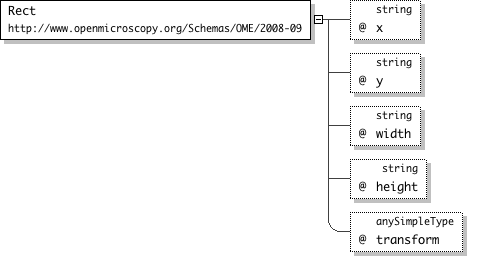 Rect
http://www.openmicroscopy.org/Schemas/OME/2008-09
string
@ x
string
@ y
string
@ width
string
@ height
anySimpleType
@ transform